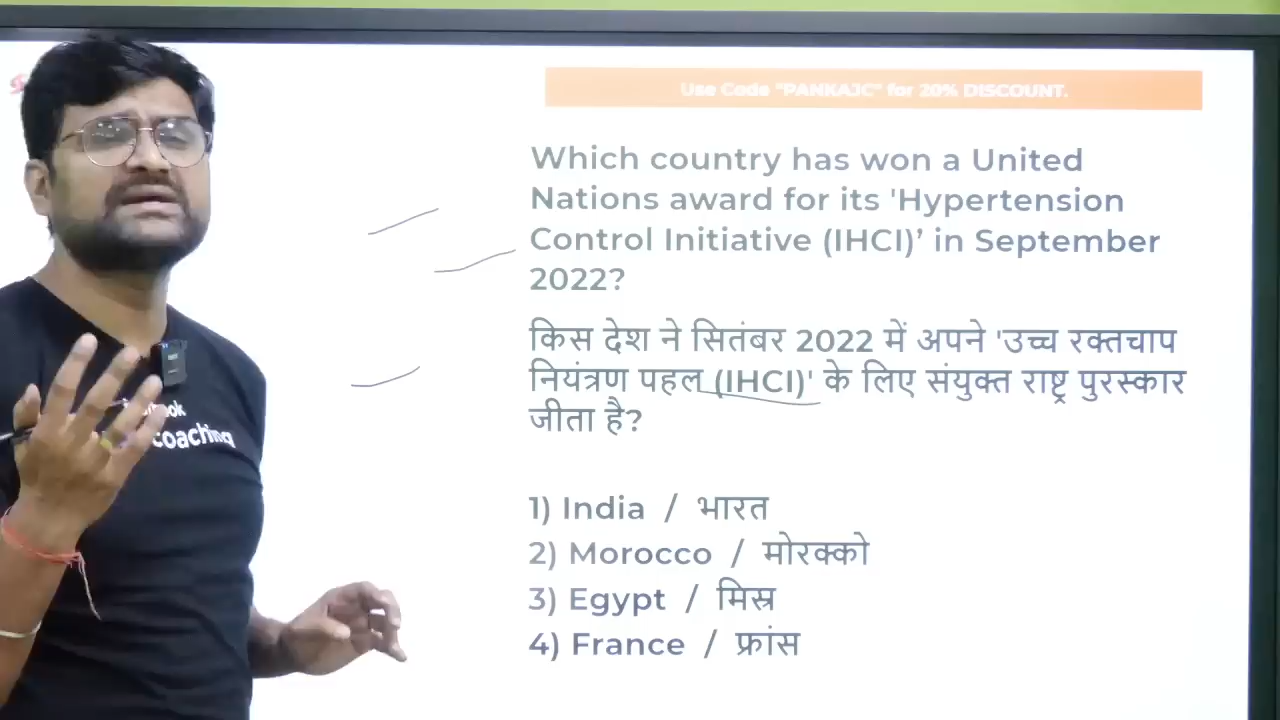 Use Code "PANKAJC" for 20% DISCOUNT.
Which country has won a United
Nations award for its 'Hypertension
Control Initiative (IHCI)’ in September
2022?
किस देश ने सितंबर 2022 में अपने 'उच्च रक्तचाप
नियंत्रण पहल (IHCI)' के लिए संयुक्त राष्ट्र पुरस्कार
जीता है?
1) India / भारत
2) Morocco / मोरक्को
3) Egypt / मिस्र
4) France / फ्रांस
coaching